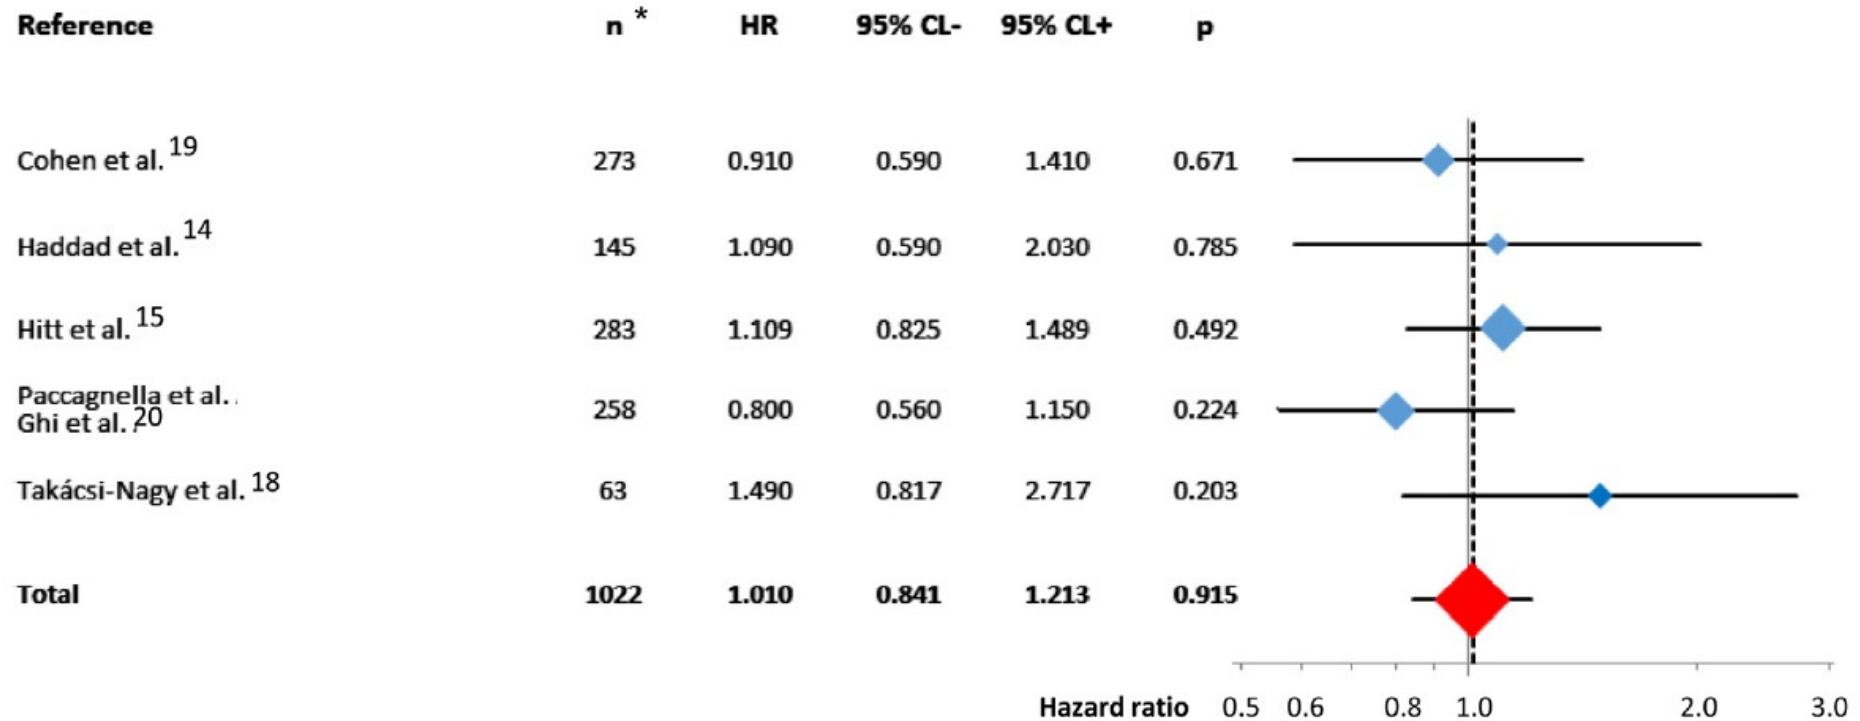 Reference n * HR 95% CL- 95% CL+ p
Cohen et al. 19 273 0.910 0.590 1.410 0.671
Haddad et al. 14 145 1.090 0.590 2.030 0.785
Hitt et al. 15 283 1.109 0.825 1.489 0.492
Paccagnella et al.
Ghi et al. 20 258 0.800 0.560 1.150 0.224
Takácsi-Nagy et al. 18 63 1.490 0.817 2.717 0.203
Total 1022 1.010 0.841 1.213 0.915
Hazard ratio 0.5 0.6 0.8 1.0 2.0 3.0